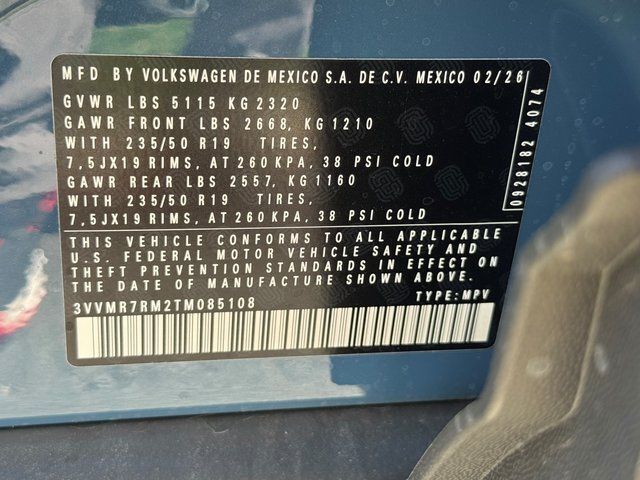 MFD BY VOLKSWAGEN DE MEXICO S.A. DE C.V. MEXICO 02/26
GVWR LBS 5115 KG 2320
GAWR FRONT LBS 2668, KG 1210
WITH 235/50 R19 TIRES,
7,5JX19 RIMS, AT 260 KPA, 38 PSI COLD
GAWR REAR LBS 2557, KG 1160
WITH 235/50 R19 TIRES,
7,5JX19 RIMS, AT 260 KPA, 38 PSI COLD
THIS VEHICLE CONFORMS TO ALL APPLICABLE
U.S. FEDERAL MOTOR VEHICLE SAFETY AND
THEFT PREVENTION STANDARDS IN EFFECT ON
THE DATE OF MANUFACTURE SHOWN ABOVE.
3VVMR7RM2TM085108 TYPE: MPV
0928182 4074